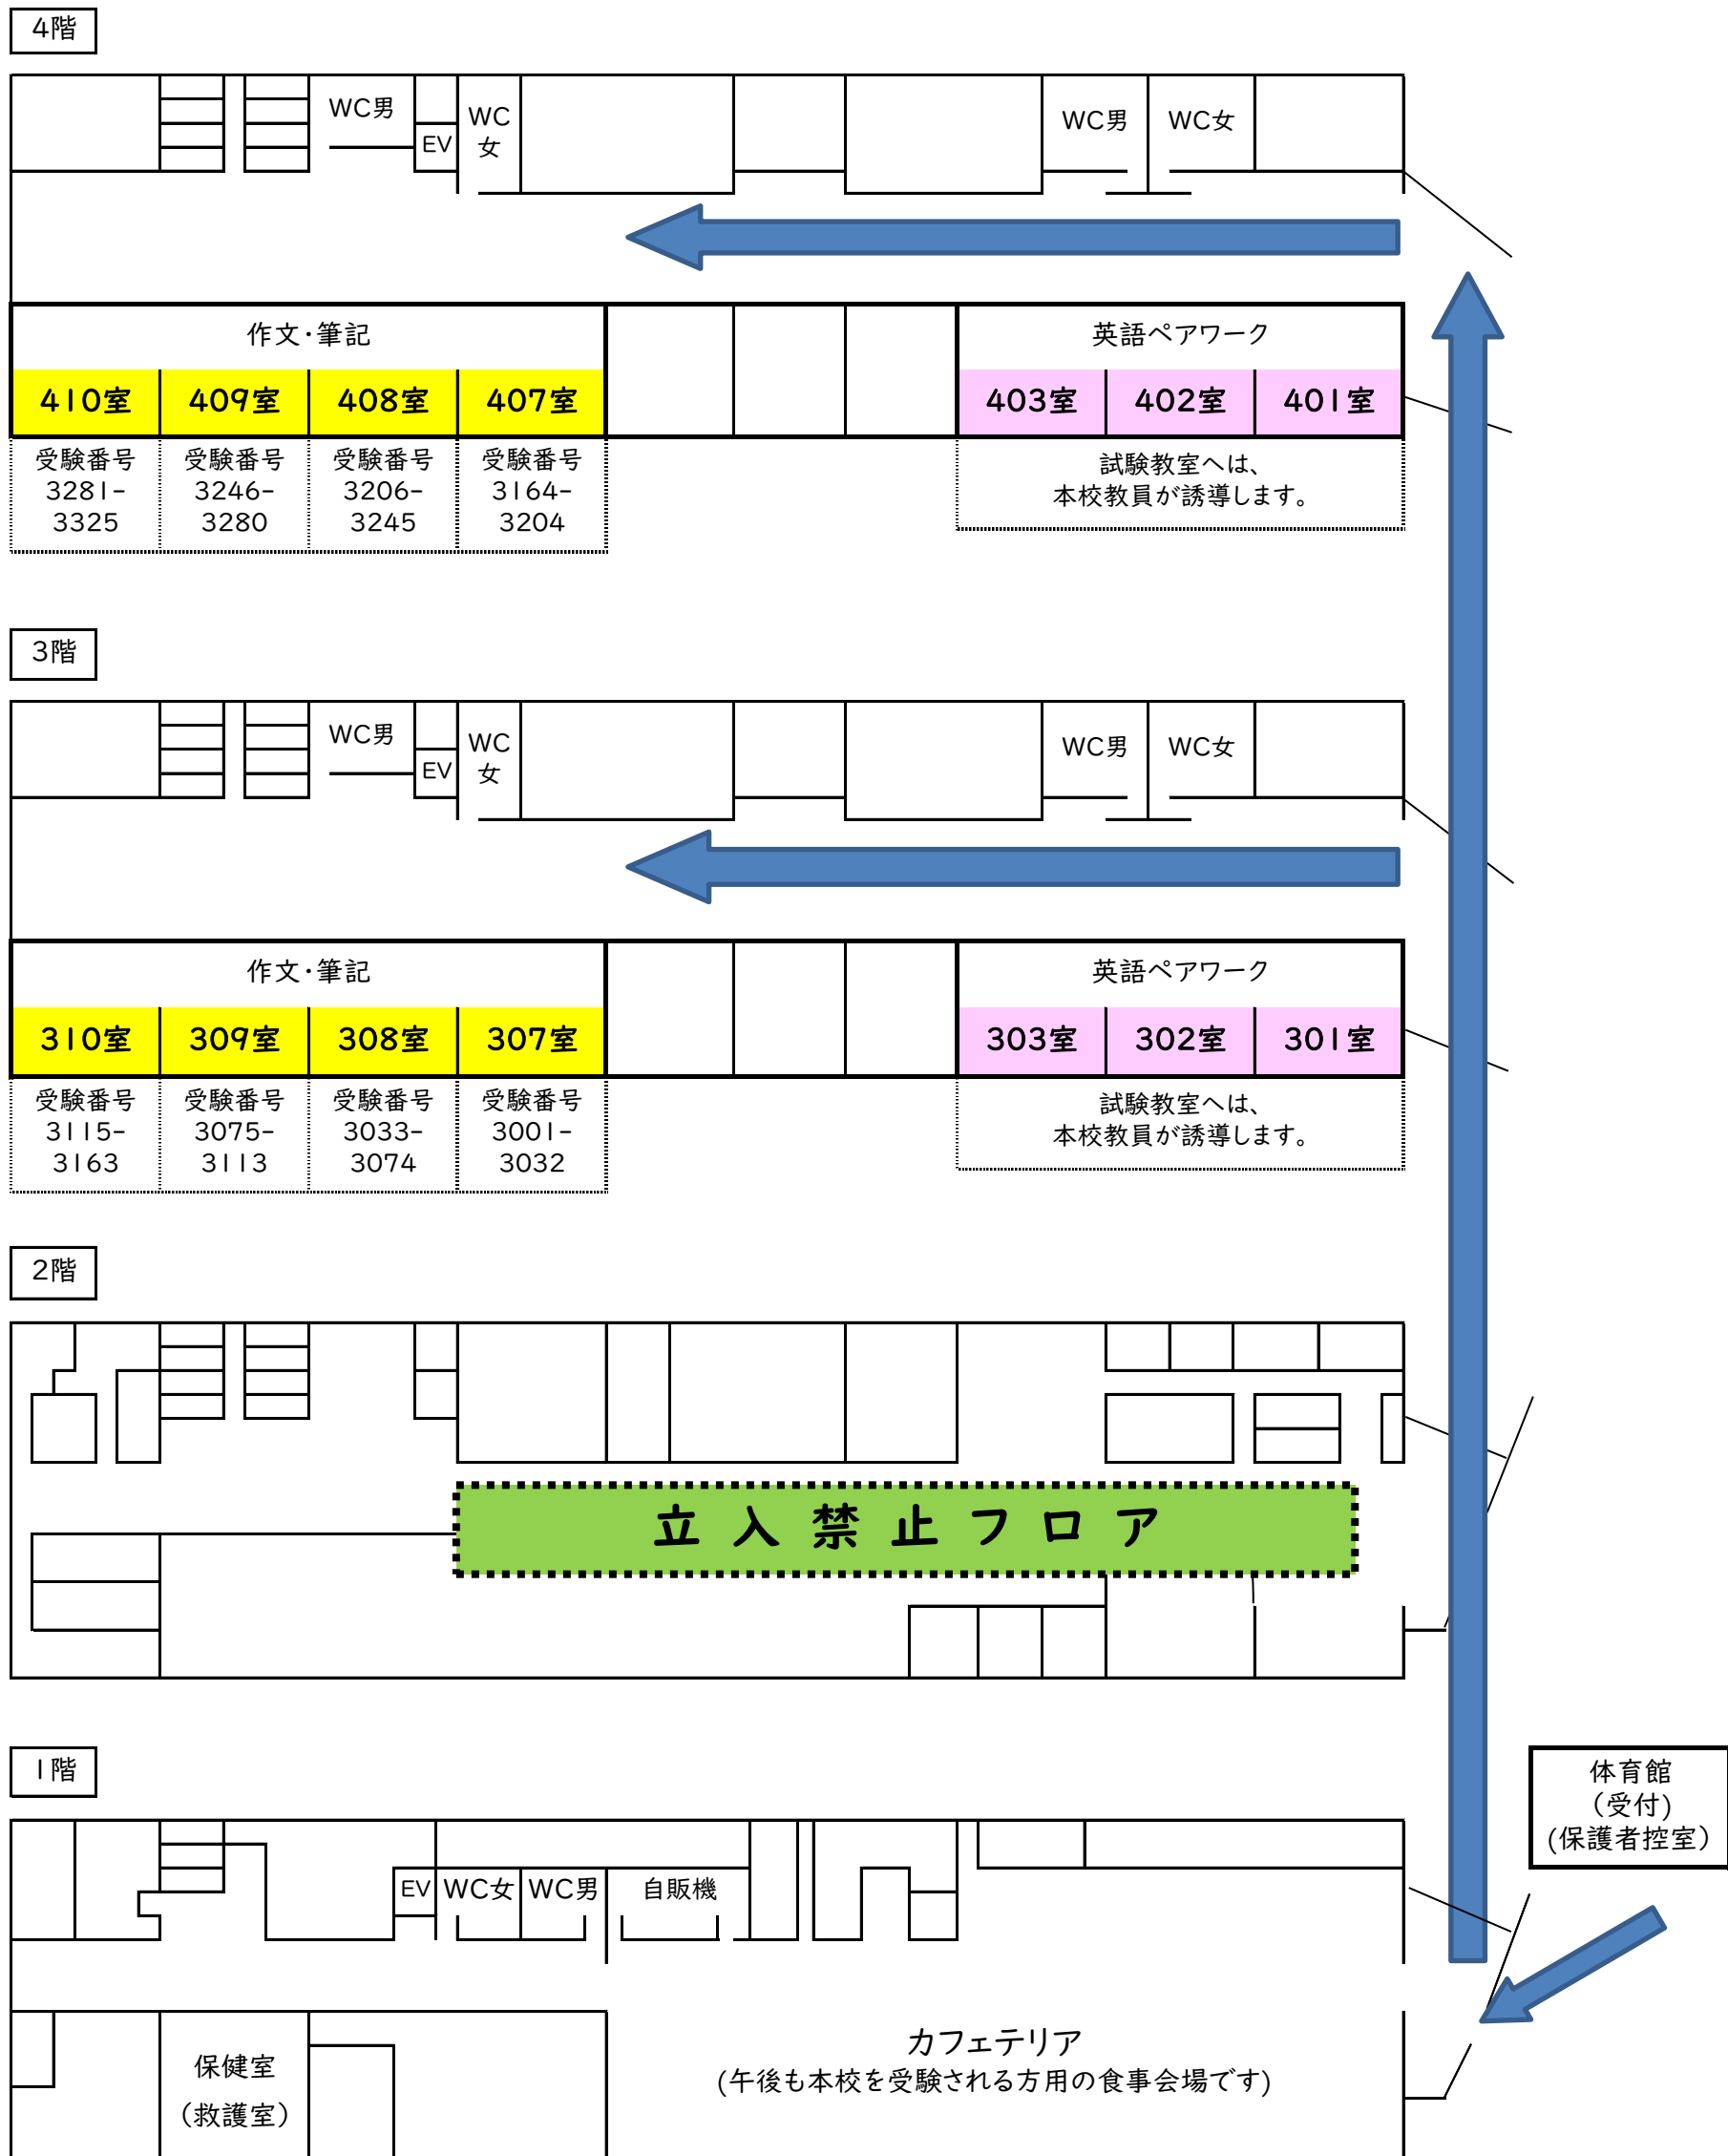 4階
WC男
EV
WC
女
WC男
WC女
作文・筆記
英語ペアワーク
410室
409室
408室
407室
403室
402室
401室
受験番号
3281-
3325
受験番号
3246-
3280
受験番号
3206-
3245
受験番号
3164-
3204
試験教室へは、
本校教員が誘導します。
3階
WC男
EV
WC
女
WC男
WC女
作文・筆記
英語ペアワーク
310室
309室
308室
307室
303室
302室
301室
受験番号
3115-
3163
受験番号
3075-
3113
受験番号
3033-
3074
受験番号
3001-
3032
試験教室へは、
本校教員が誘導します。
2階
立入禁止フロア
1階
体育館
(受付)
(保護者控室)
EV
WC女
WC男
自販機
カフェテリア
(午後も本校を受験される方用の食事会場です)
保健室
(救護室)